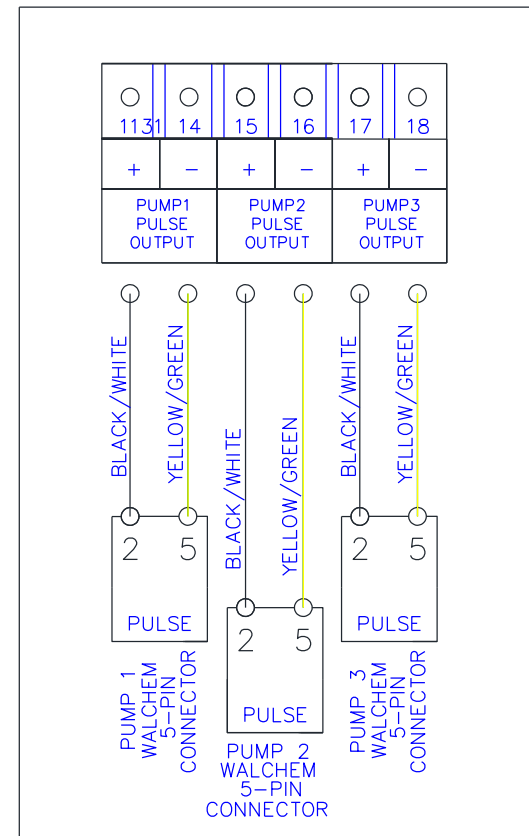 1131 14 15 16 17 18
+ - + - + -
PUMP1 PULSE OUTPUT
PUMP2 PULSE OUTPUT
PUMP3 PULSE OUTPUT
BLACK/WHITE
YELLOW/GREEN
BLACK/WHITE
YELLOW/GREEN
BLACK/WHITE
YELLOW/GREEN
2 5
PULSE
PUMP 1
WALCHEM
5-PIN
CONNECTOR
2 5
PULSE
PUMP 2
WALCHEM
5-PIN
CONNECTOR
2 5
PULSE
PUMP 3
WALCHEM
5-PIN
CONNECTOR